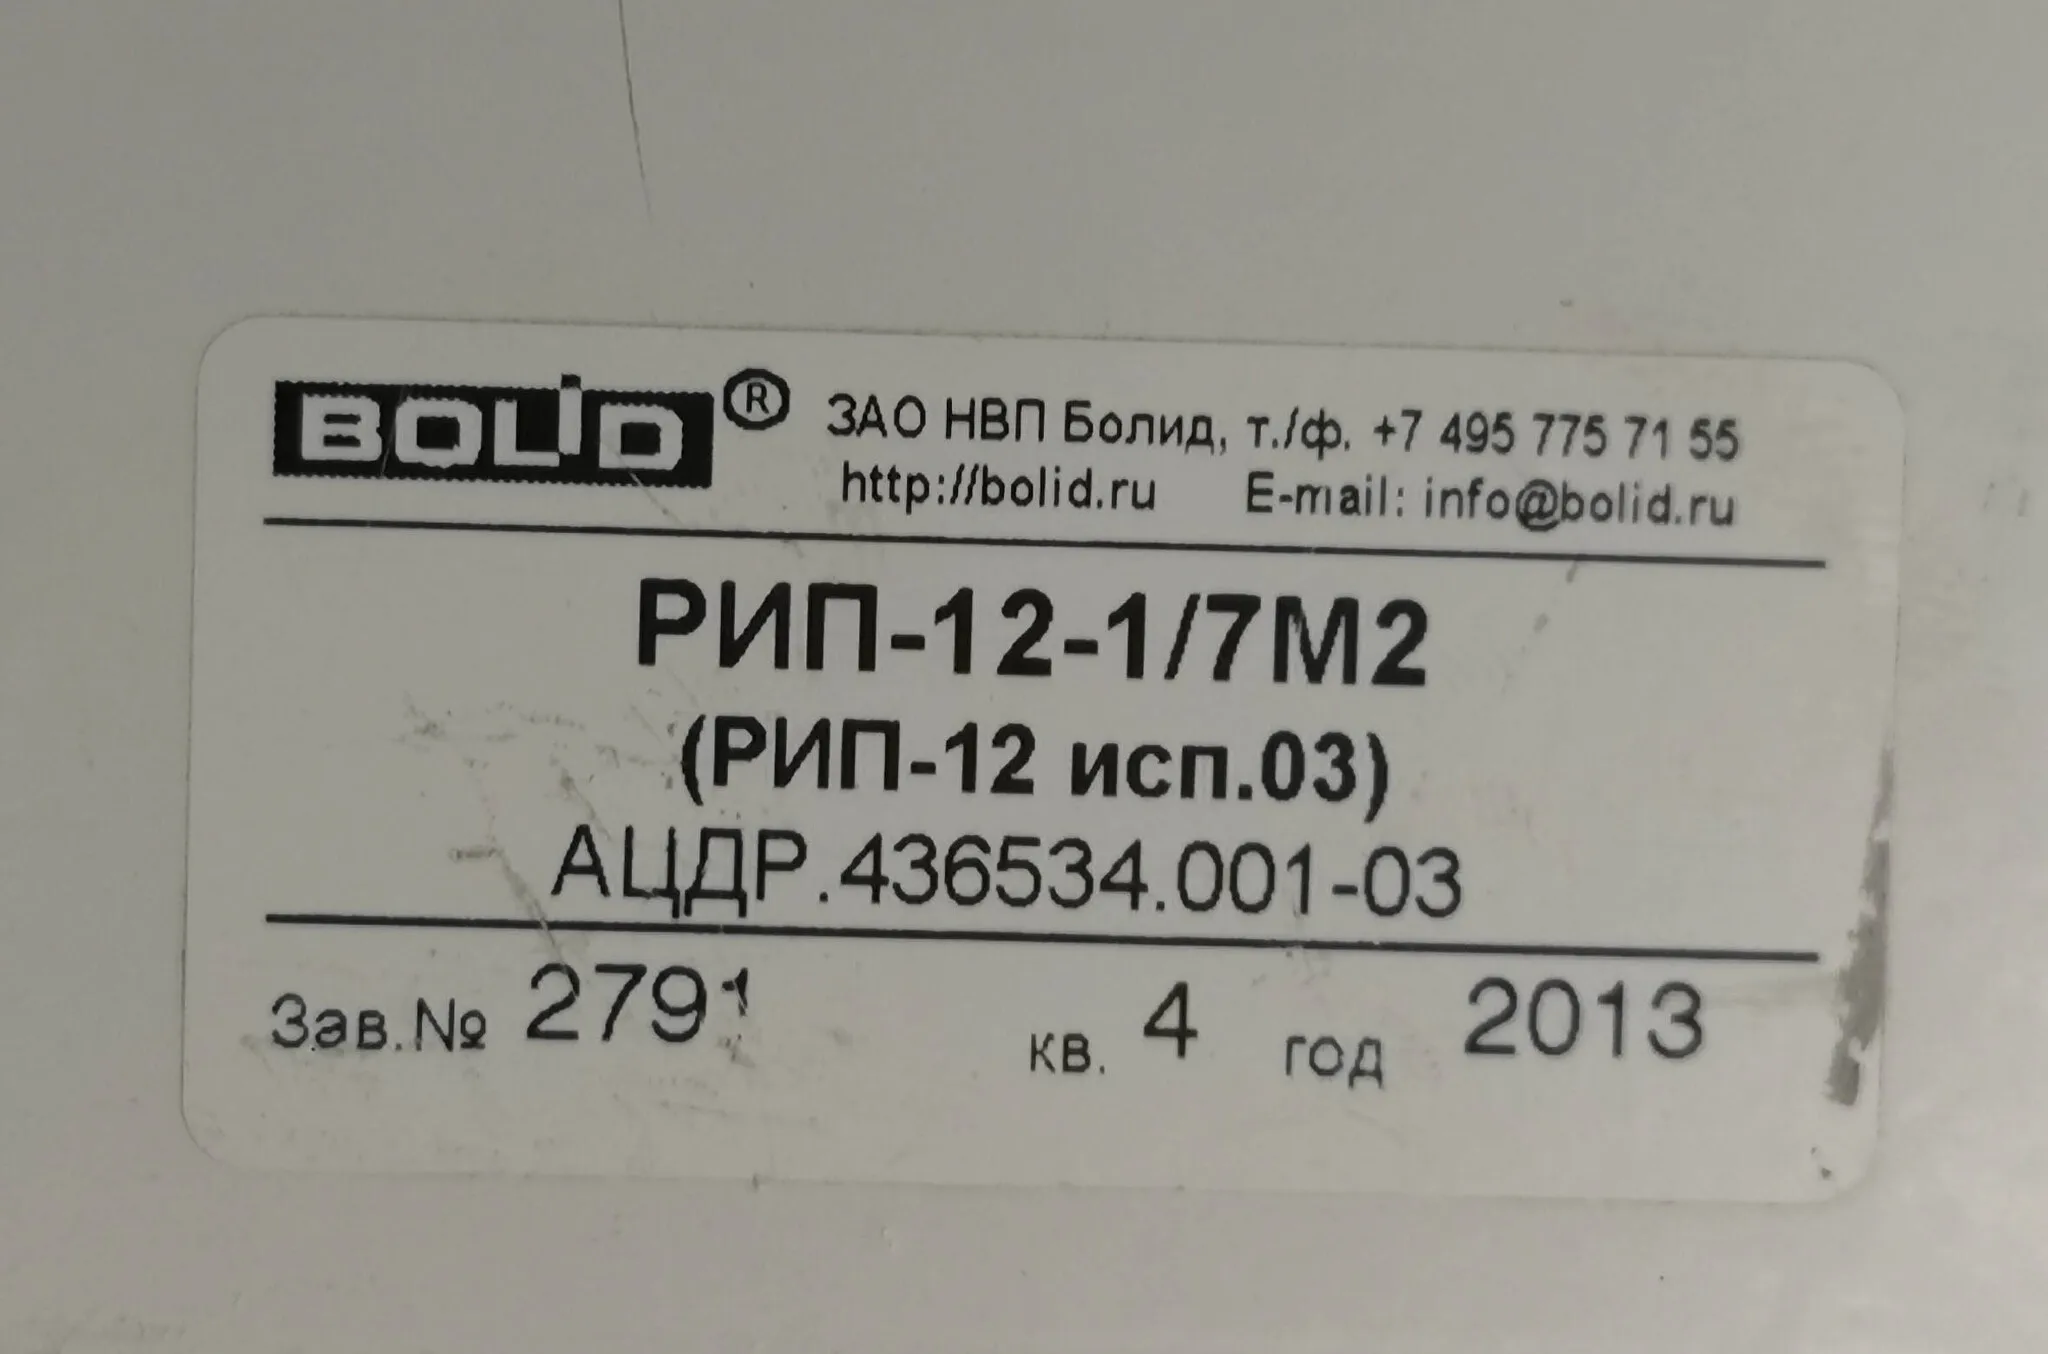 BOLID® ЗАО НВП Болид, т./ф. +7 495 775 71 55
http://bolid.ru E-mail: info@bolid.ru
РИП-12-1/7М2
(РИП-12 исп.03)
АЦДР.436534.001-03
Зав.№ 2791 кв. 4 год 2013